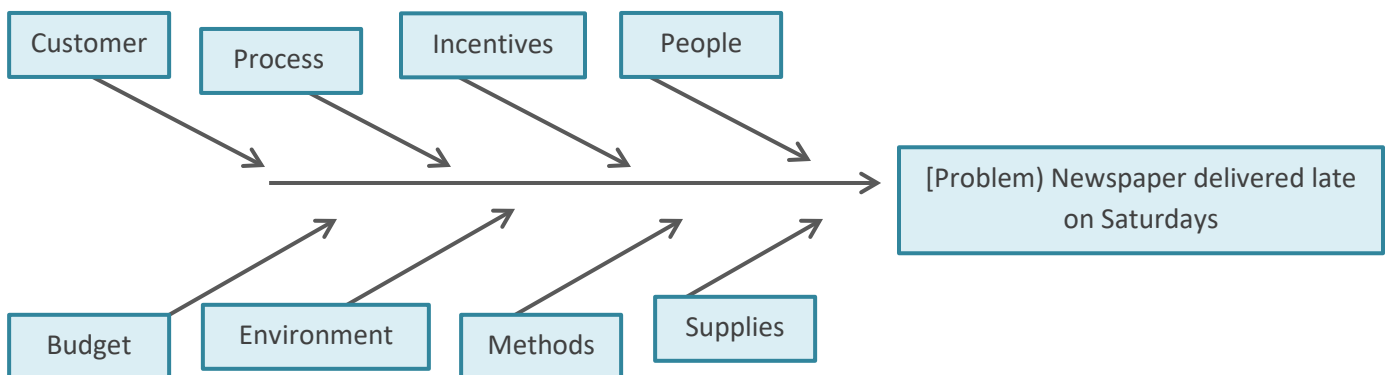 Customer
Process
Incentives
People
[Problem) Newspaper delivered late
on Saturdays
Budget
Environment
Methods
Supplies